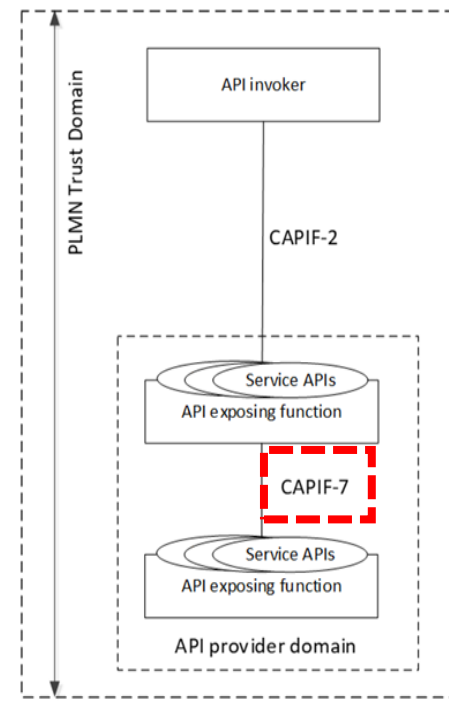 API invoker
PLMN Trust Domain
CAPIF-2
Service APIs
API exposing function
CAPIF-7
Service APIs
API exposing function
API provider domain